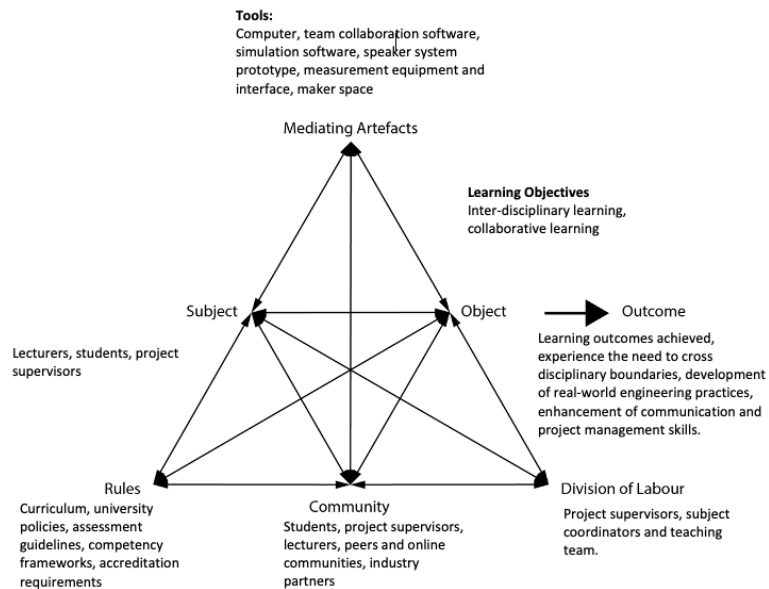 Tools:
Computer, team collaboration software,
simulation software, speaker system
prototype, measurement equipment and
interface, maker space
Mediating Artefacts
Learning Objectives
Inter-disciplinary learning,
collaborative learning
Subject
Object
Outcome
Lecturers, students, project
supervisors
Learning outcomes achieved,
experience the need to cross
disciplinary boundaries, development
of real-world engineering practices,
enhancement of communication and
project management skills.
Rules
Curriculum, university
policies, assessment
guidelines, competency
frameworks, accreditation
requirements
Community
Students, project supervisors,
lecturers, peers and online
communities, industry
partners
Division of Labour
Project supervisors, subject
coordinators and teaching
team.